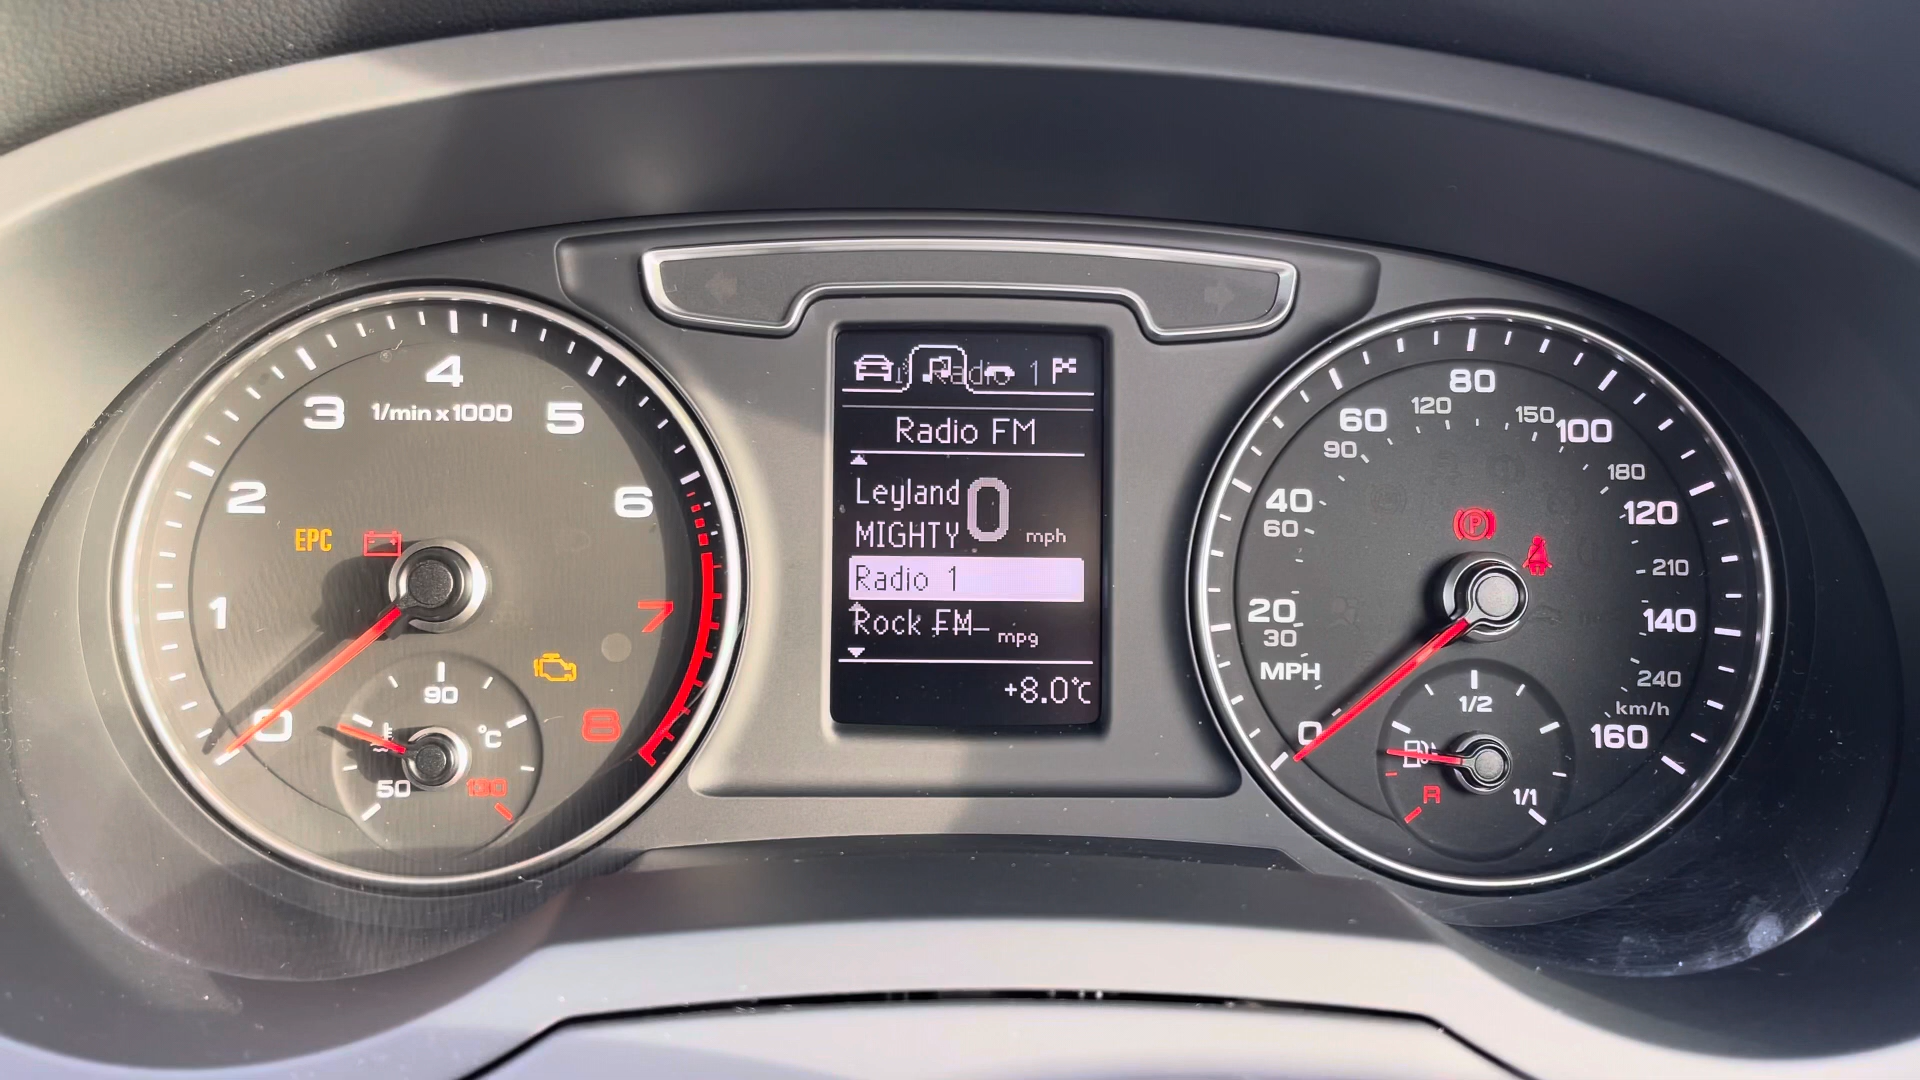 4
3
1/min x 1000
5
2
6
EPC
1
7
0
90
°C
8
50
130
Radio 1
Radio FM
Leyland
0
MIGHTY
mph
Radio 1
Rock FM
mpg
+8.0°C
80
60
120
150
100
90
180
40
60
120
P
210
20
30
140
MPH
240
km/h
0
1/2
160
R
1/1